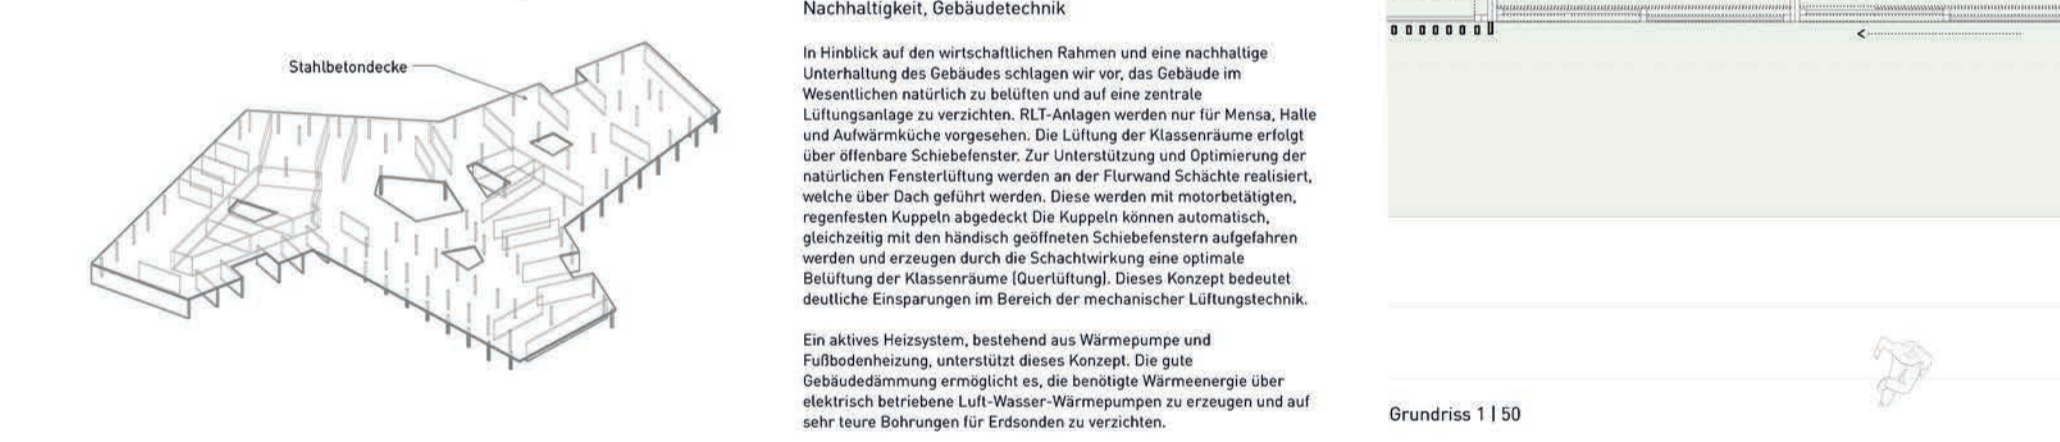 Stahlbetondecke
Nachhaltigkeit, Gebäudetechnik
In Hinblick auf den wirtschaftlichen Rahmen und eine nachhaltige
Unterhaltung des Gebäudes schlagen wir vor, das Gebäude im
Wesentlichen natürlich zu belüften und auf eine zentrale
Lüftungsanlage zu verzichten. RLT-Anlagen werden nur für Mensa, Halle
und Aufwärmküche vorgesehen. Die Lüftung der Klassenräume erfolgt
über öffenbare Schiebefenster. Zur Unterstützung und Optimierung der
natürlichen Fensterlüftung werden an der Flurwand Schächte realisiert,
welche über Dach geführt werden. Diese werden mit motorbetätigten,
regenfesten Kuppeln abgedeckt Die Kuppeln können automatisch,
gleichzeitig mit den händisch geöffneten Schiebefenstern aufgefahren
werden und erzeugen durch die Schachtwirkung eine optimale
Belüftung der Klassenräume (Querlüftung). Dieses Konzept bedeutet
deutliche Einsparungen im Bereich der mechanischer Lüftungstechnik.
Ein aktives Heizsystem, bestehend aus Wärmepumpe und
Fußbodenheizung, unterstützt dieses Konzept. Die gute
Gebäudedämmung ermöglicht es, die benötigte Wärmeenergie über
elektrisch betriebene Luft-Wasser-Wärmepumpen zu erzeugen und auf
sehr teure Bohrungen für Erdsonden zu verzichten.
Grundriss 1 | 50